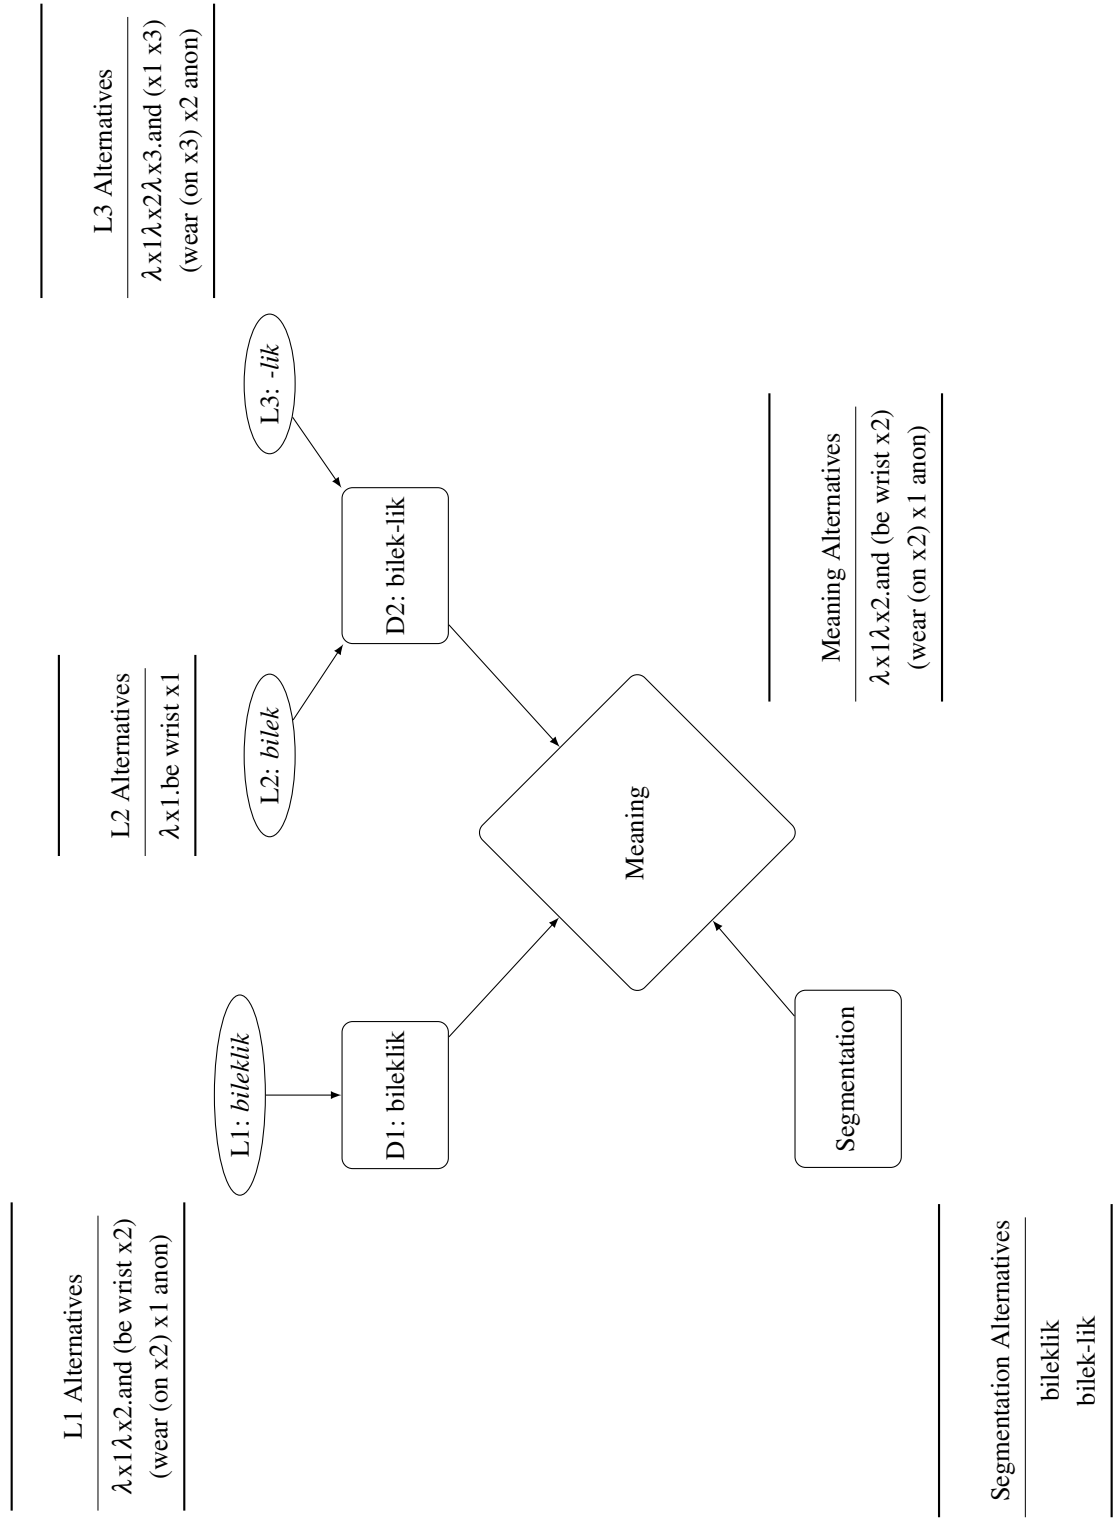 L1 Alternatives
λx1λx2.and (be wrist x2)
(wear (on x2) x1 anon)
L2 Alternatives
λx1.be wrist x1
L3 Alternatives
λx1λx2λx3.and (x1 x3)
(wear (on x3) x2 anon)
L1: bileklik
L2: bilek
L3: -lik
D1: bileklik
D2: bilek-lik
Meaning
Segmentation
Meaning Alternatives
λx1λx2.and (be wrist x2)
(wear (on x2) x1 anon)
Segmentation Alternatives
bileklik
bilek-lik